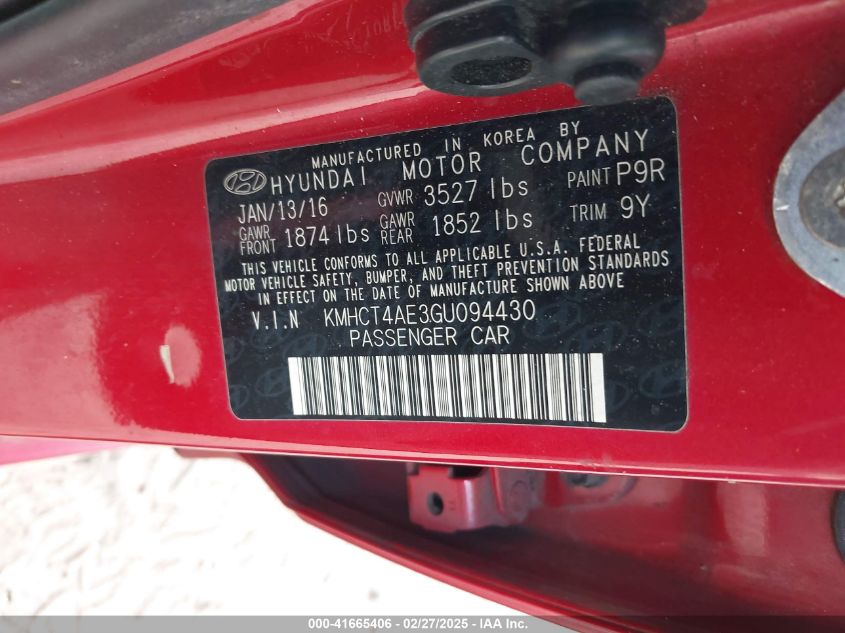 MANUFACTURED IN KOREA BY
HYUNDAI MOTOR COMPANY
JAN/13/16 GVWR 3527 lbs PAINT P9R
GAWR FRONT 1874 lbs GAWR REAR 1852 lbs TRIM 9Y
THIS VEHICLE CONFORMS TO ALL APPLICABLE U.S.A. FEDERAL
MOTOR VEHICLE SAFETY, BUMPER, AND THEFT PREVENTION STANDARDS
IN EFFECT ON THE DATE OF MANUFACTURE SHOWN ABOVE
V.I.N KMHCT4AE3GU094430
PASSENGER CAR
000-41665406 - 02/27/2025 - IAAI Inc.